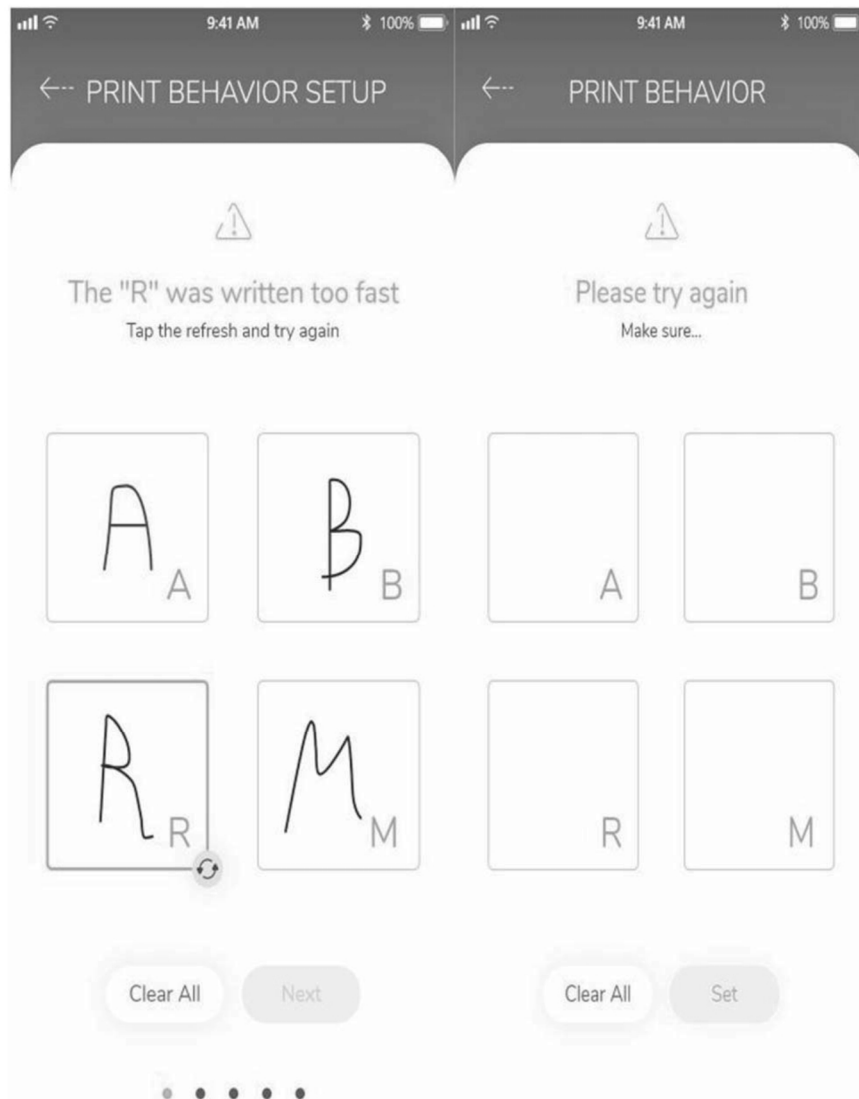 9:41 AM 100%
PRINT BEHAVIOR SETUP
The "R" was written too fast
Tap the refresh and try again
A B
A B
R M
R M
Clear All Next
9:41 AM 100%
PRINT BEHAVIOR
Please try again
Make sure...
A B
R M
Clear All Set